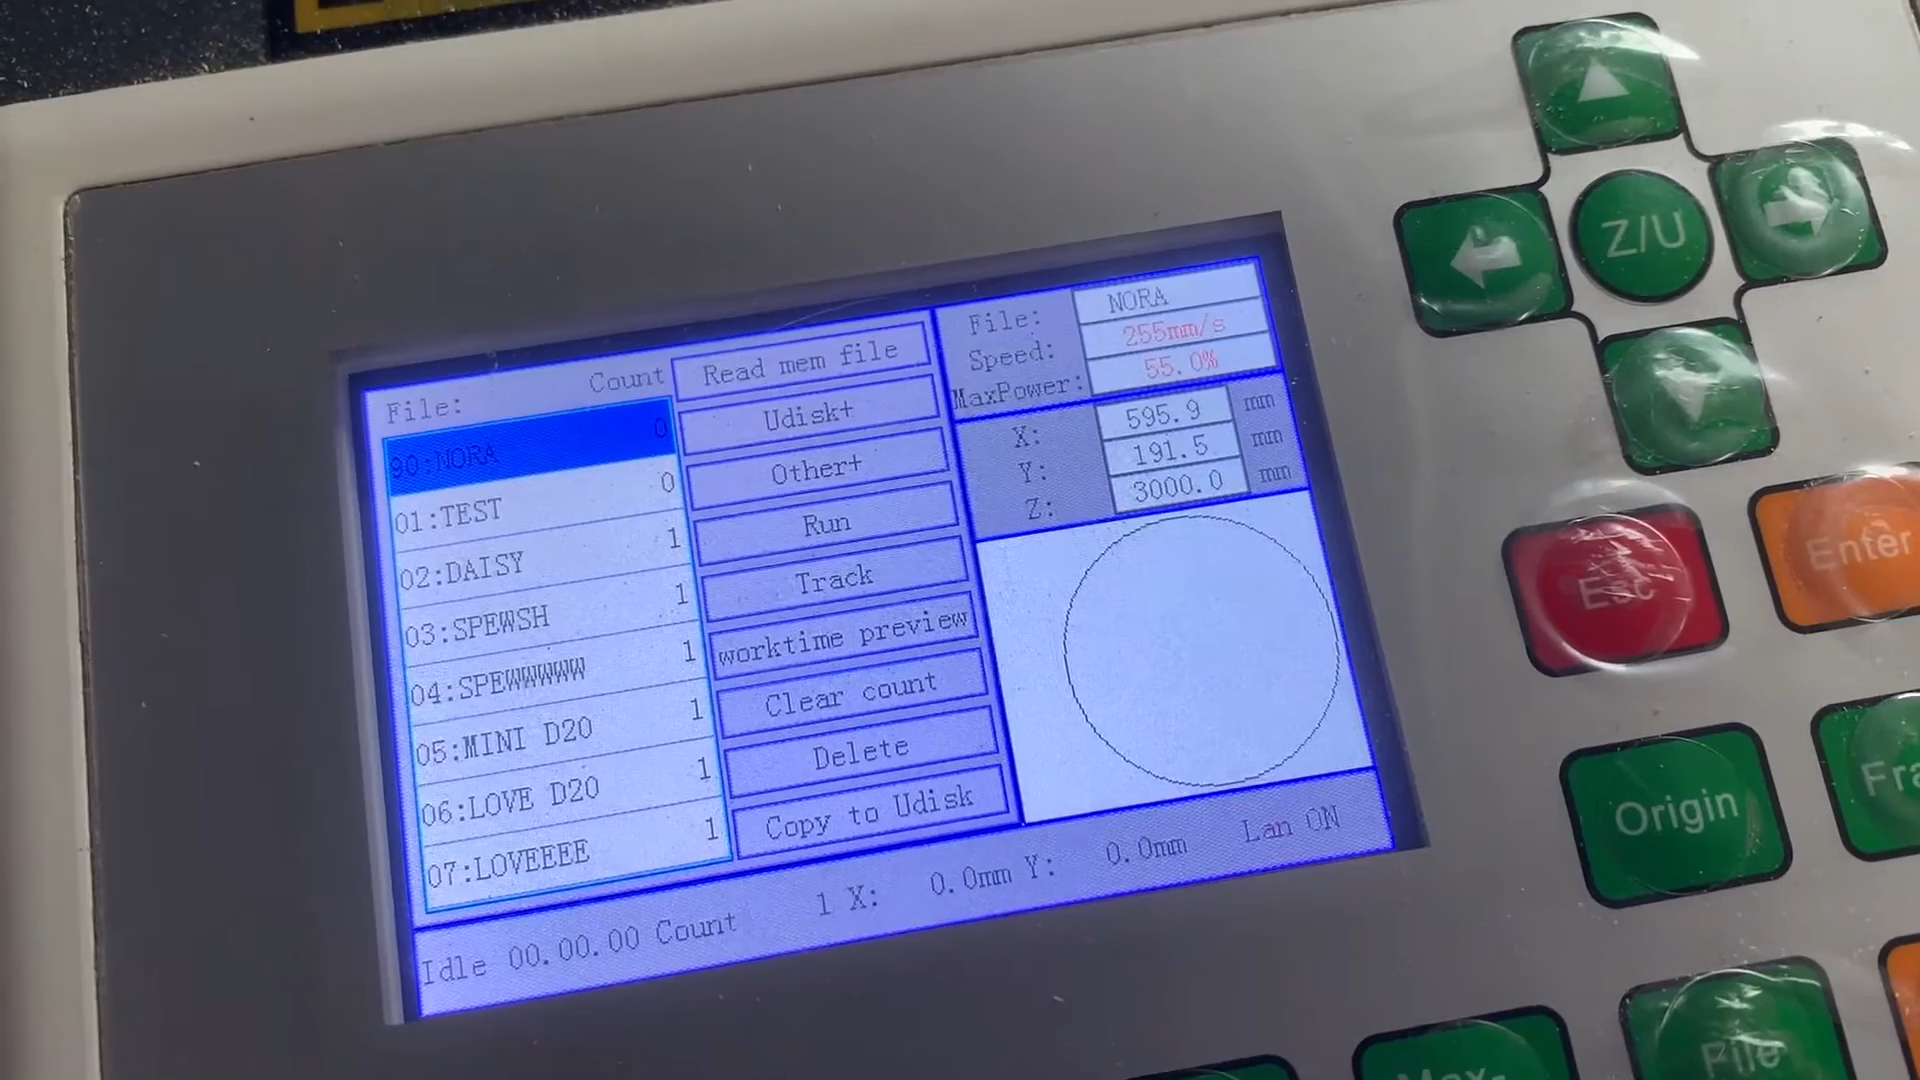 File: Count
90:NORA 0
01:TEST 0
02:DAISY 1
03:SPEWSH 1
04:SPEWWWWW 1
05:MINI D20 1
06:LOVE D20 1
07:LOVEEEE 1
Read mem file
Udisk+
Other+
Run
Track
worktime preview
Clear count
Delete
Copy to Udisk
File: NORA
Speed: 255mm/s
MaxPower: 55.0%
X: 595.9 mm
Y: 191.5 mm
Z: 3000.0 mm
Idle 00.00.00 Count 1 X: 0.0mm Y: 0.0mm Lan ON
Z/U
Esc
Enter
Origin
Fra
File
Max-